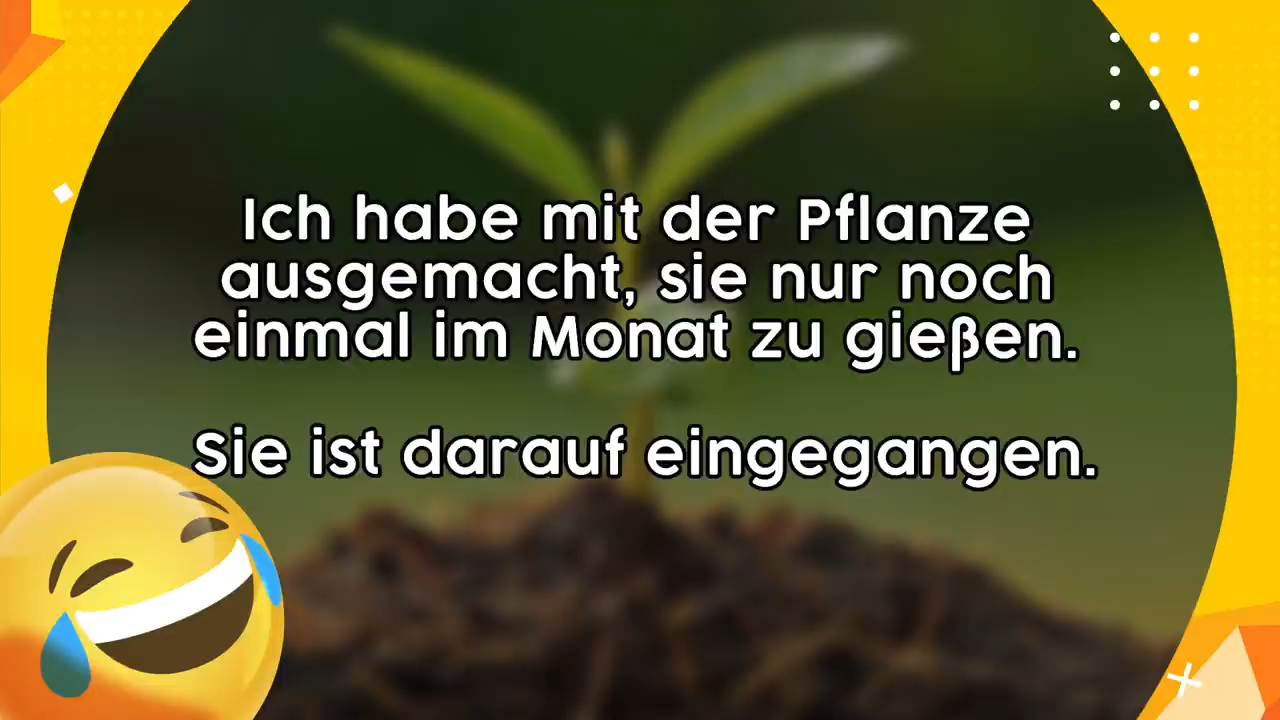 Ich habe mit der Pflanze
ausgemacht, sie nur noch
einmal im Monat zu gießen.
Sie ist darauf eingegangen.